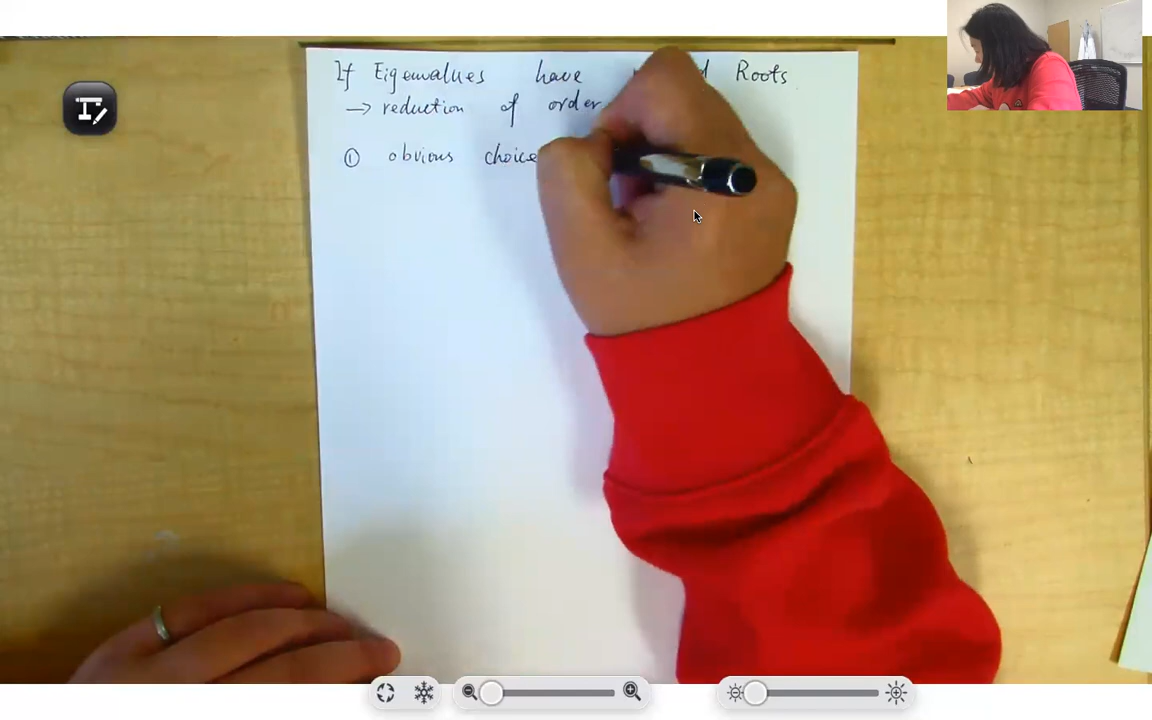 If Eigenvalues have Roots
→ reduction of order
① obvious choice